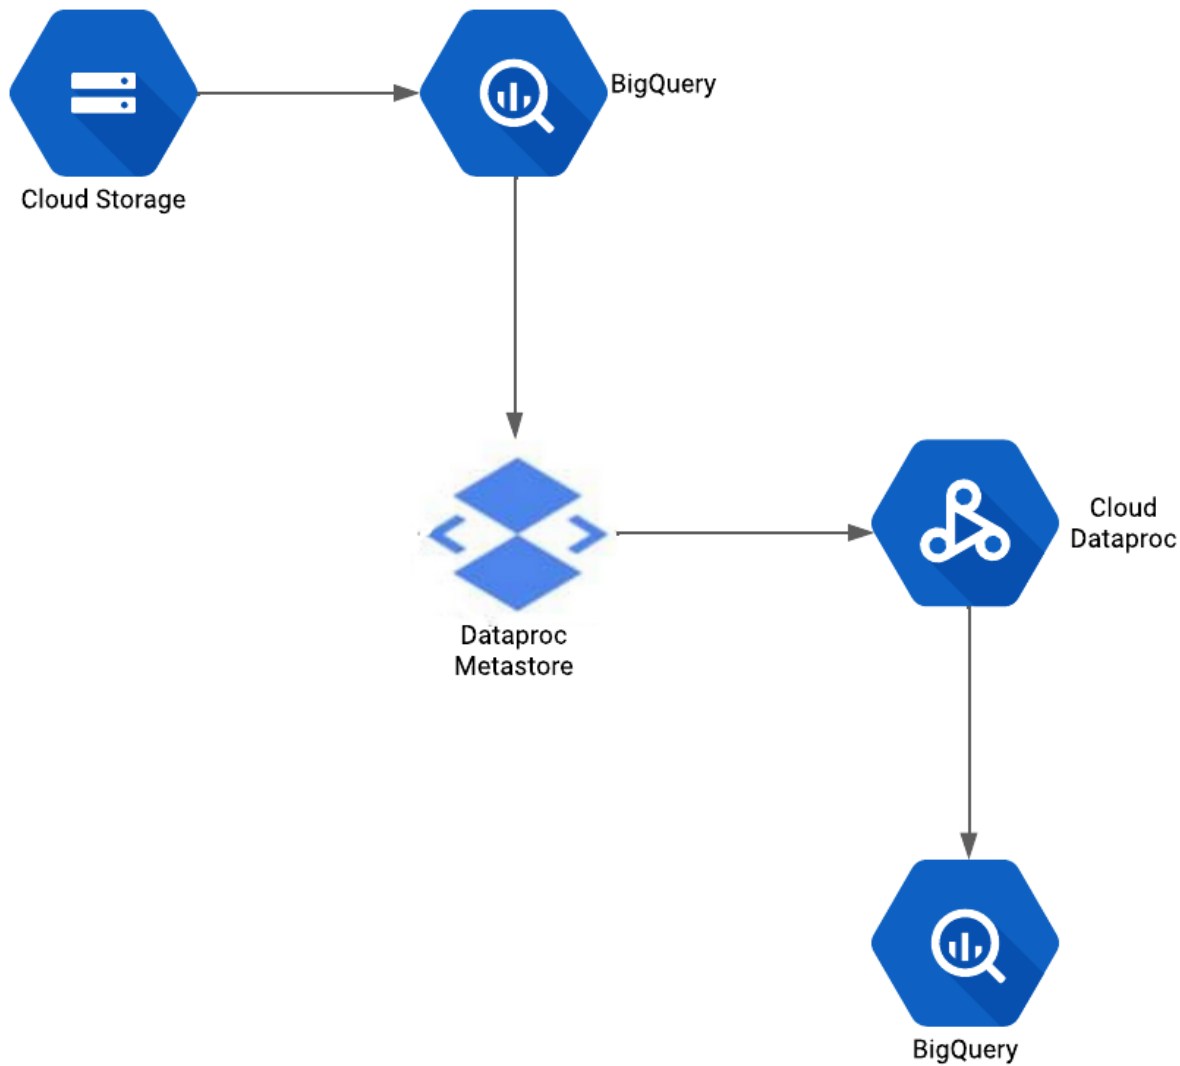 BigQuery
Cloud Storage
Cloud
Dataproc
Dataproc
Metastore
BigQuery